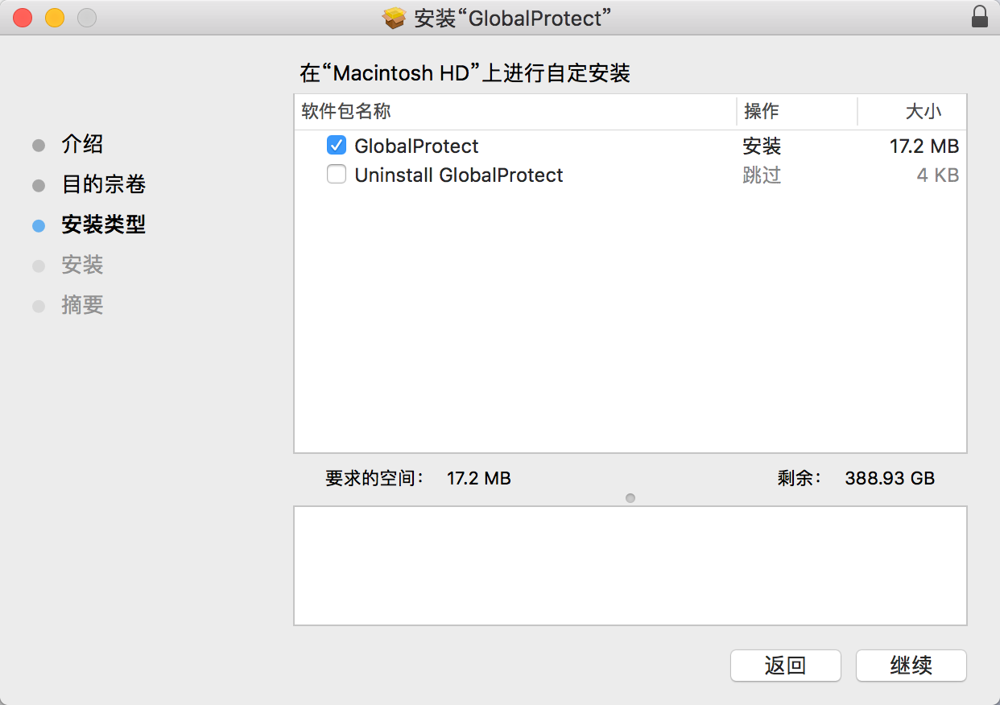 安装“GlobalProtect”
在“Macintosh HD”上进行自定安装
介绍
目的宗卷
安装类型
安装
摘要
软件包名称 操作 大小
GlobalProtect 安装 17.2 MB
Uninstall GlobalProtect 跳过 4 KB
要求的空间： 17.2 MB 剩余： 388.93 GB
返回 继续